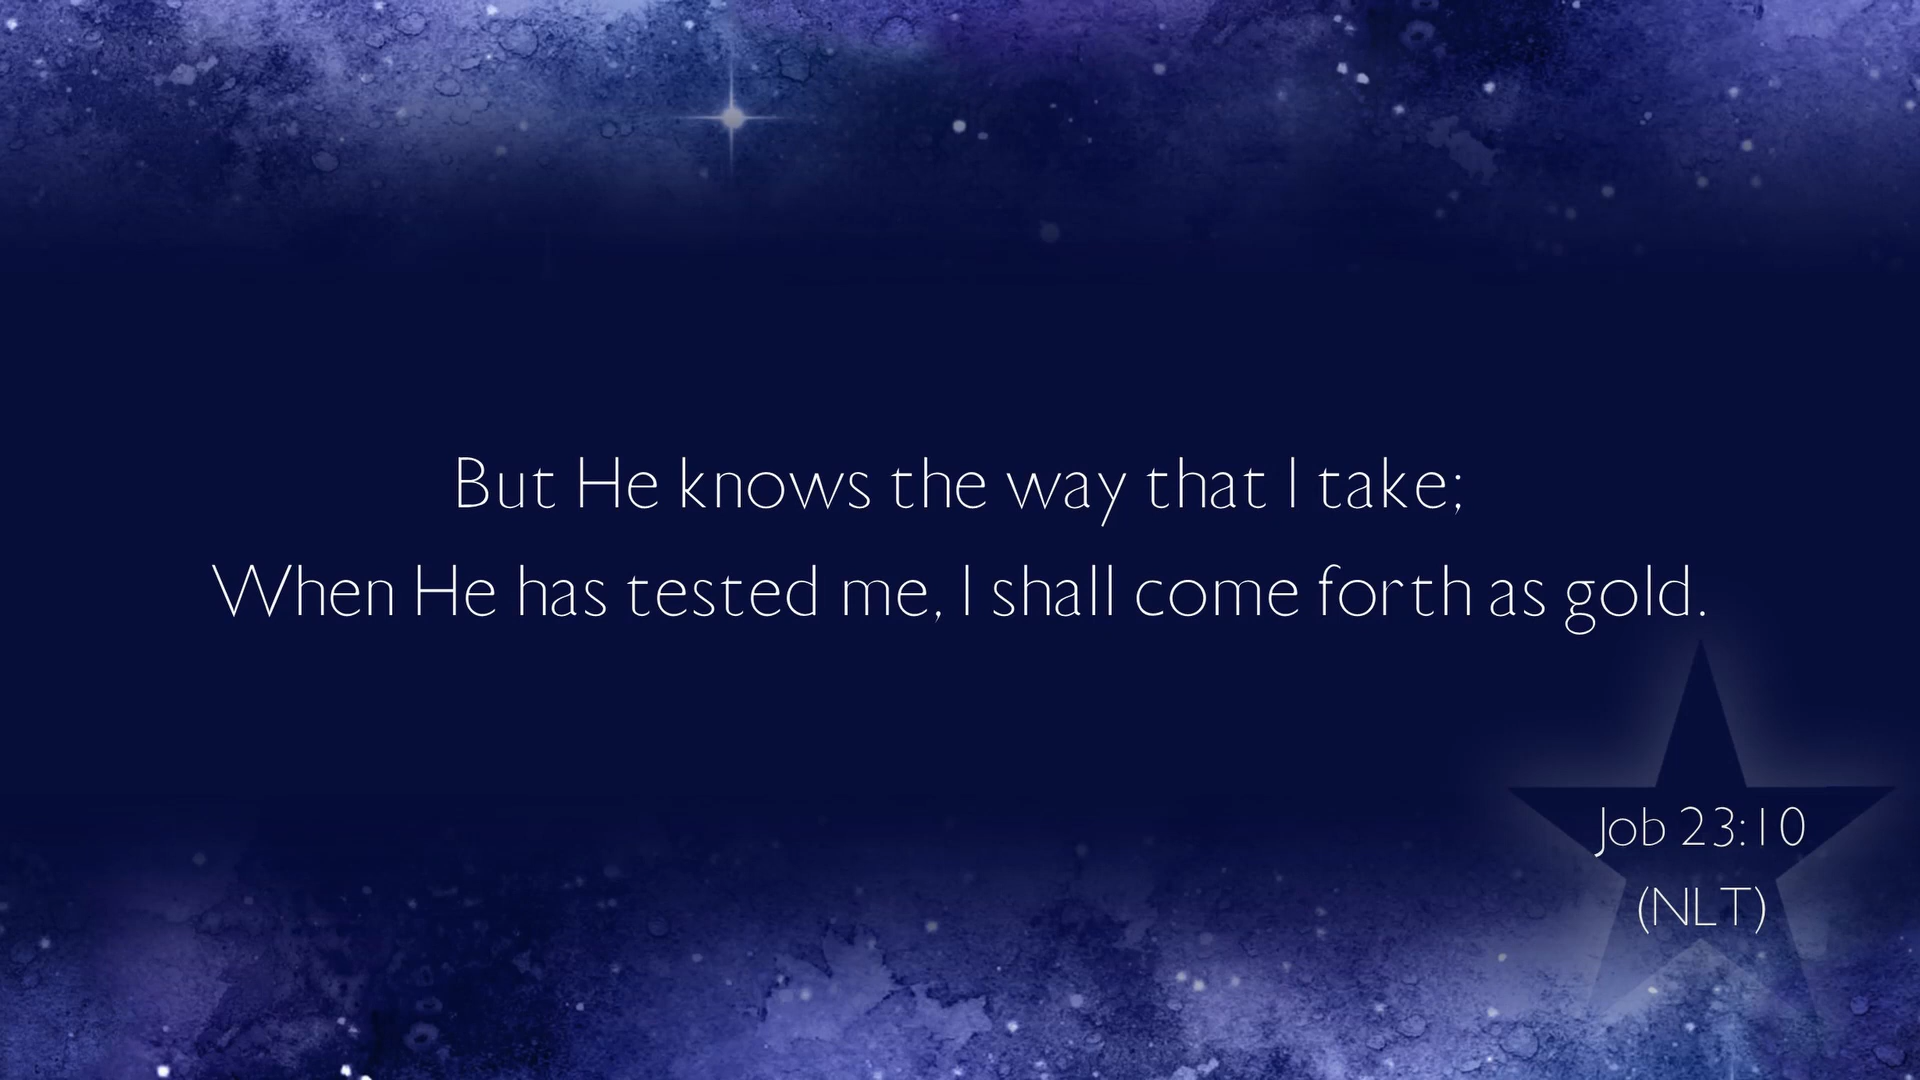 But He knows the way that I take;
When He has tested me, I shall come forth as gold.
Job 23:10
(NLT)